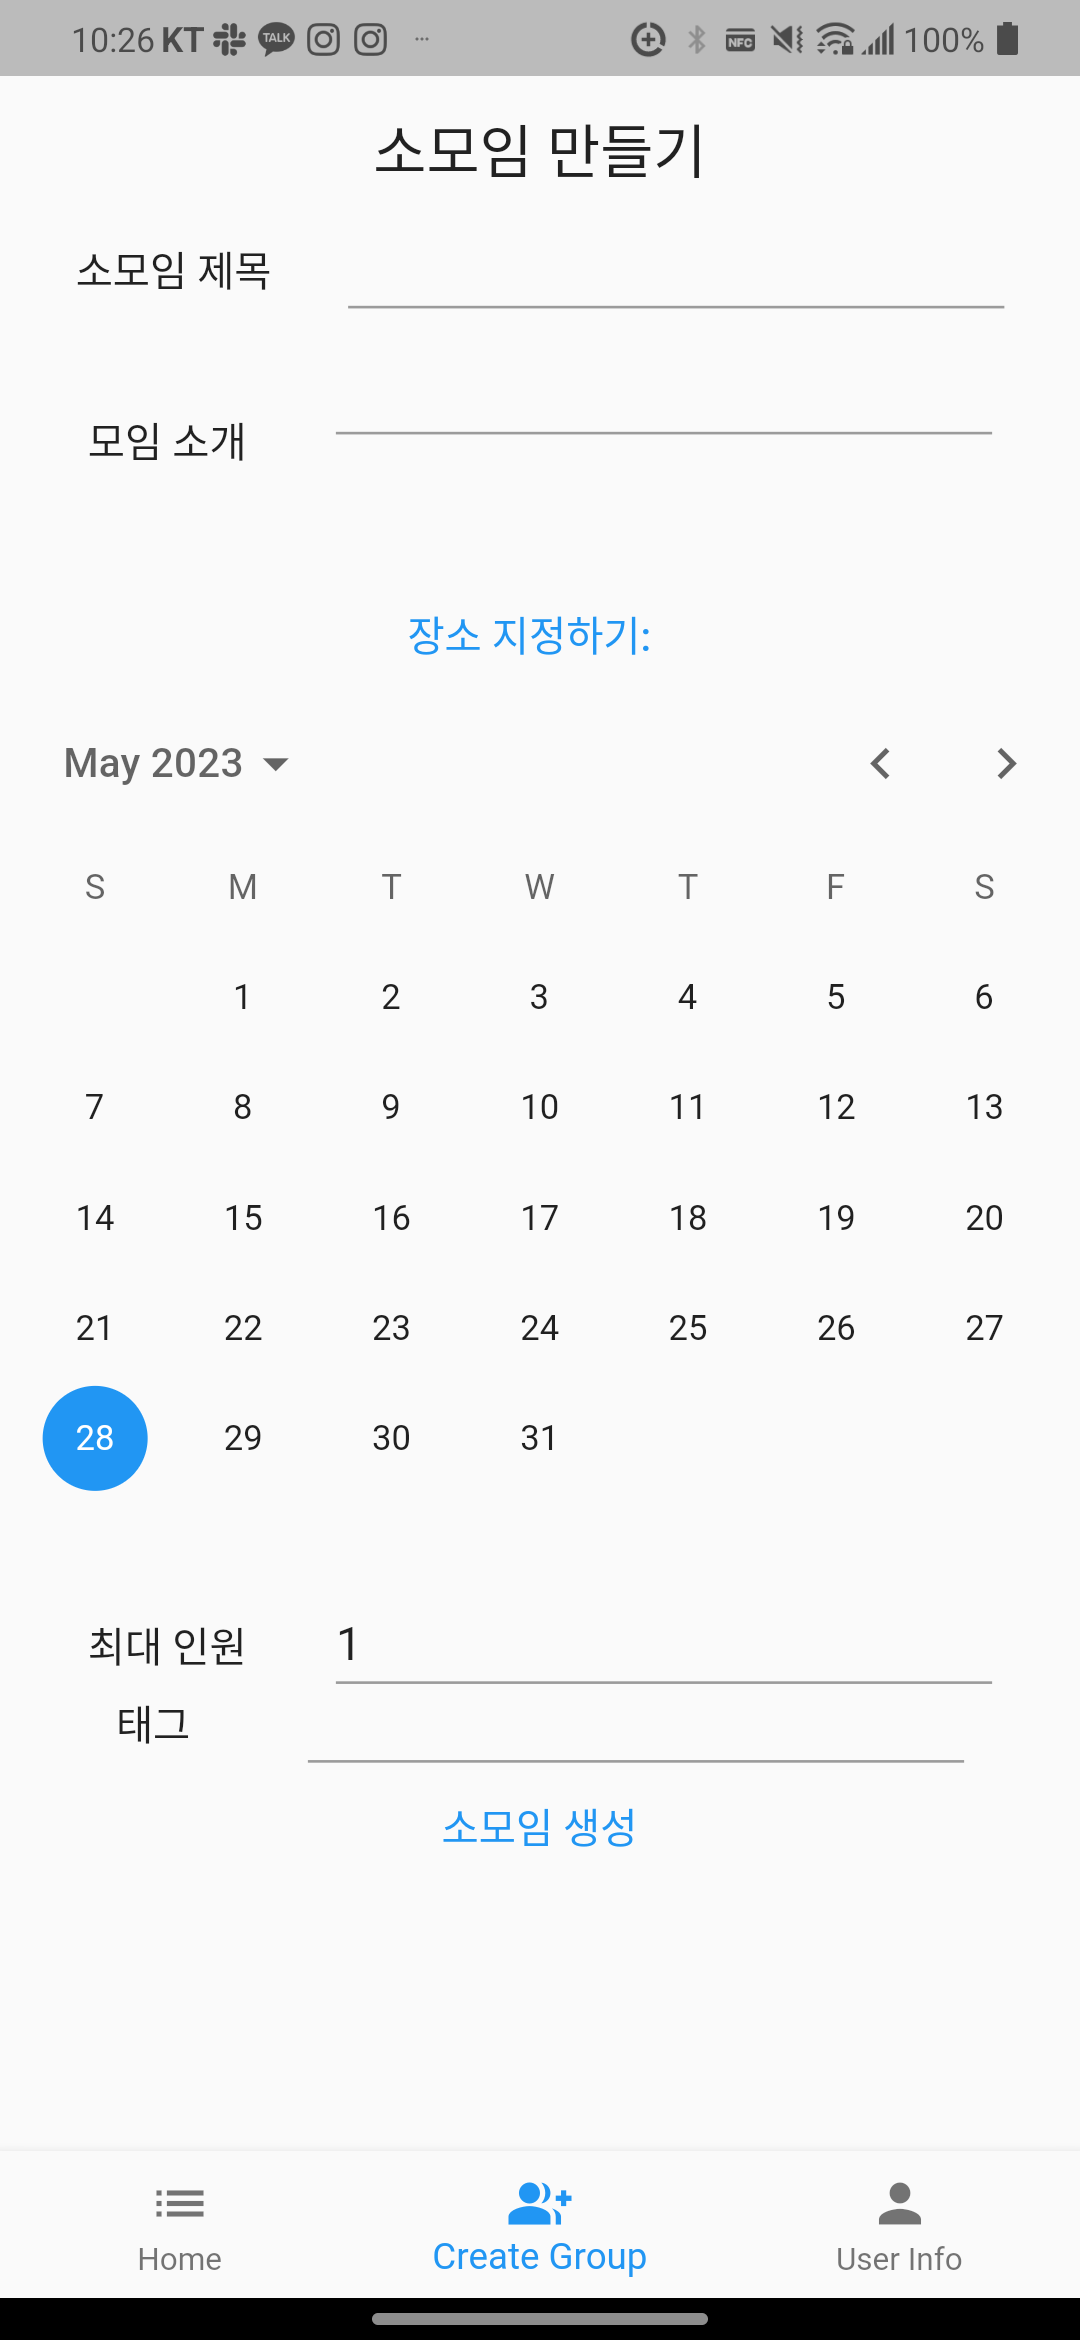 10:26 KT TALK NFC 100%
소모임 만들기
소모임 제목
모임 소개
장소 지정하기:
May 2023
S M T W T F S
1 2 3 4 5 6
7 8 9 10 11 12 13
14 15 16 17 18 19 20
21 22 23 24 25 26 27
28 29 30 31
최대 인원 1
태그
소모임 생성
Home Create Group User Info